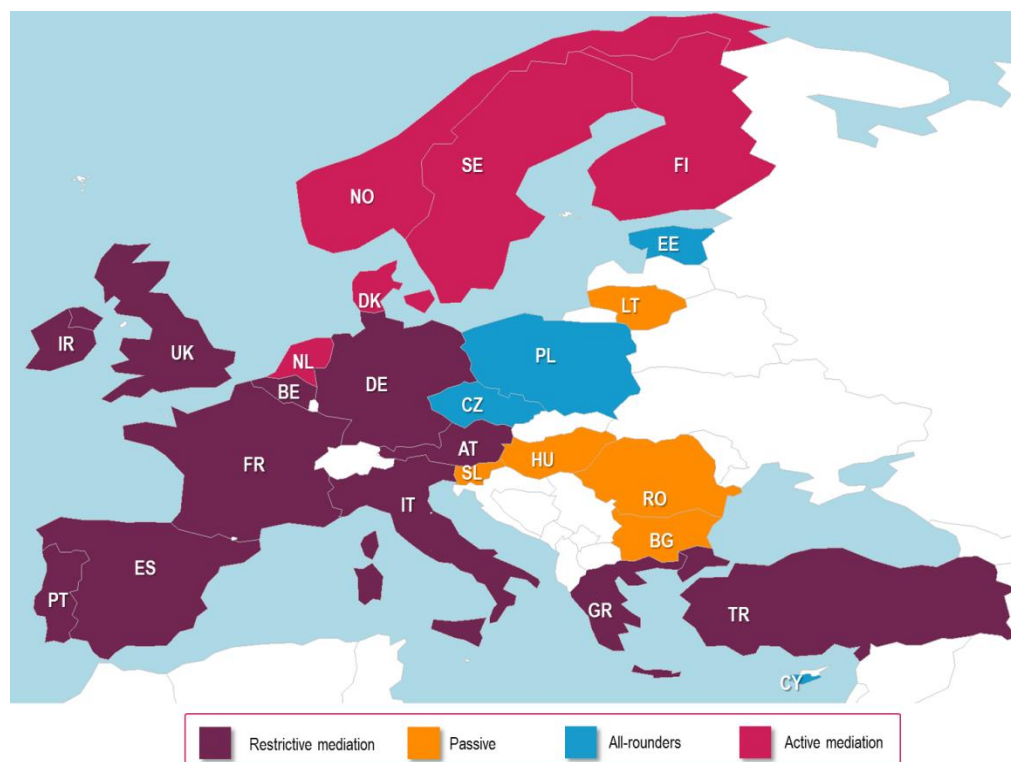 SE
FI
NO
EE
DK
LT
IR
UK
NL
PL
BE
DE
CZ
AT
HU
FR
SL
RO
IT
BG
ES
PT
GR
TR
CY
Restrictive mediation
Passive
All-rounders
Active mediation